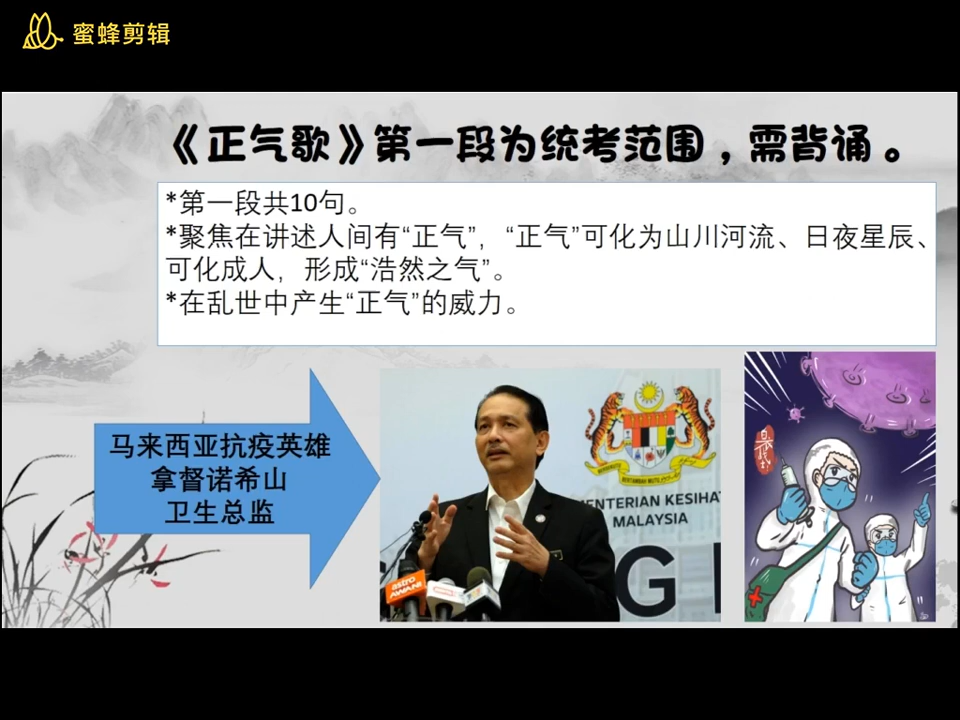 蜜蜂剪辑
《正气歌》第一段为统考范围，需背诵。
*第一段共10句。
*聚焦在讲述人间有“正气”，“正气”可化为山川河流、日夜星辰、
可化成人，形成“浩然之气”。
*在乱世中产生“正气”的威力。
马来西亚抗疫英雄
拿督诺希山
卫生总监
ENTERIAN KESIHAT
MALAYSIA
G
astro
AWANI